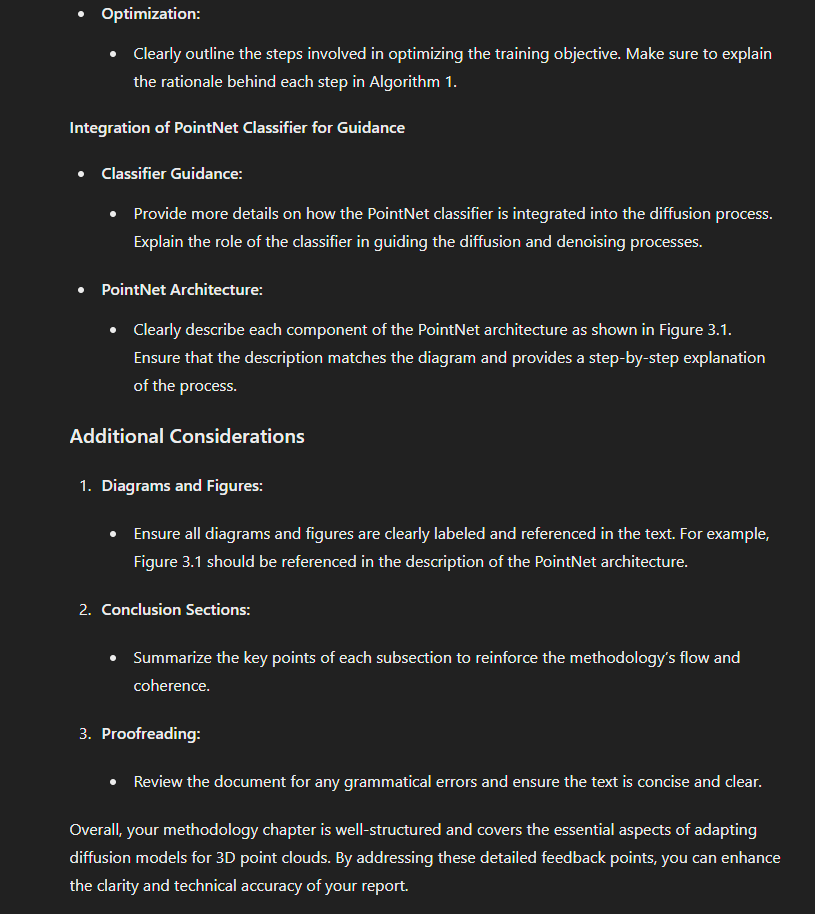 Optimization:
Clearly outline the steps involved in optimizing the training objective. Make sure to explain
the rationale behind each step in Algorithm 1.
Integration of PointNet Classifier for Guidance
Classifier Guidance:
Provide more details on how the PointNet classifier is integrated into the diffusion process.
Explain the role of the classifier in guiding the diffusion and denoising processes.
PointNet Architecture:
Clearly describe each component of the PointNet architecture as shown in Figure 3.1.
Ensure that the description matches the diagram and provides a step-by-step explanation
of the process.
Additional Considerations
1. Diagrams and Figures:
Ensure all diagrams and figures are clearly labeled and referenced in the text. For example,
Figure 3.1 should be referenced in the description of the PointNet architecture.
2. Conclusion Sections:
Summarize the key points of each subsection to reinforce the methodology's flow and
coherence.
3. Proofreading:
Review the document for any grammatical errors and ensure the text is concise and clear.
Overall, your methodology chapter is well-structured and covers the essential aspects of adapting
diffusion models for 3D point clouds. By addressing these detailed feedback points, you can enhance
the clarity and technical accuracy of your report.